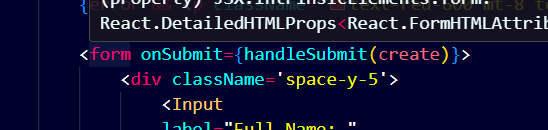 (property) JSX.IntrinsicElements.form:
React.DetailedHTMLProps<React.FormHTMLAttrib
<form onSubmit={handleSubmit(create)}>
<div className='space-y-5'>
<Input
label="Full Name: "